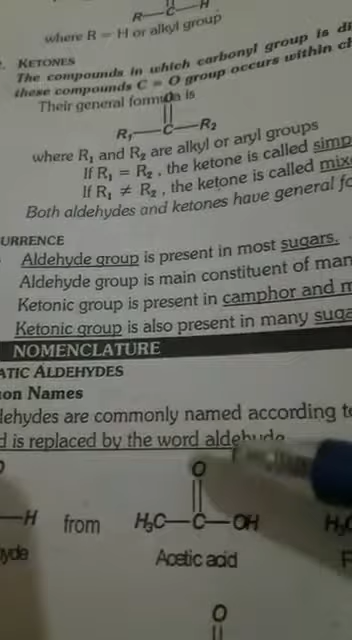 O
R—C—H
where R = H or alkyl group
KETONES
The compounds in which carbonyl group is
these compounds C = O group occurs within
Their general formula is
O
R₁—C—R₂
where R₁ and R₂ are alkyl or aryl groups
If R₁ = R₂ , the ketone is called
If R₁ ≠ R₂ , the ketone is called
Both aldehydes and ketones have general
URRENCE
Aldehyde group is present in most sugars.
Aldehyde group is main constituent of
Ketonic group is present in camphor and
Ketonic group is also present in many
NOMENCLATURE
ATIC ALDEHYDES
on Names
ldehydes are commonly named according
d is replaced by the word aldehyde
O
—H from H₃C—C—OH H₃C
hyde Acetic acid F
O